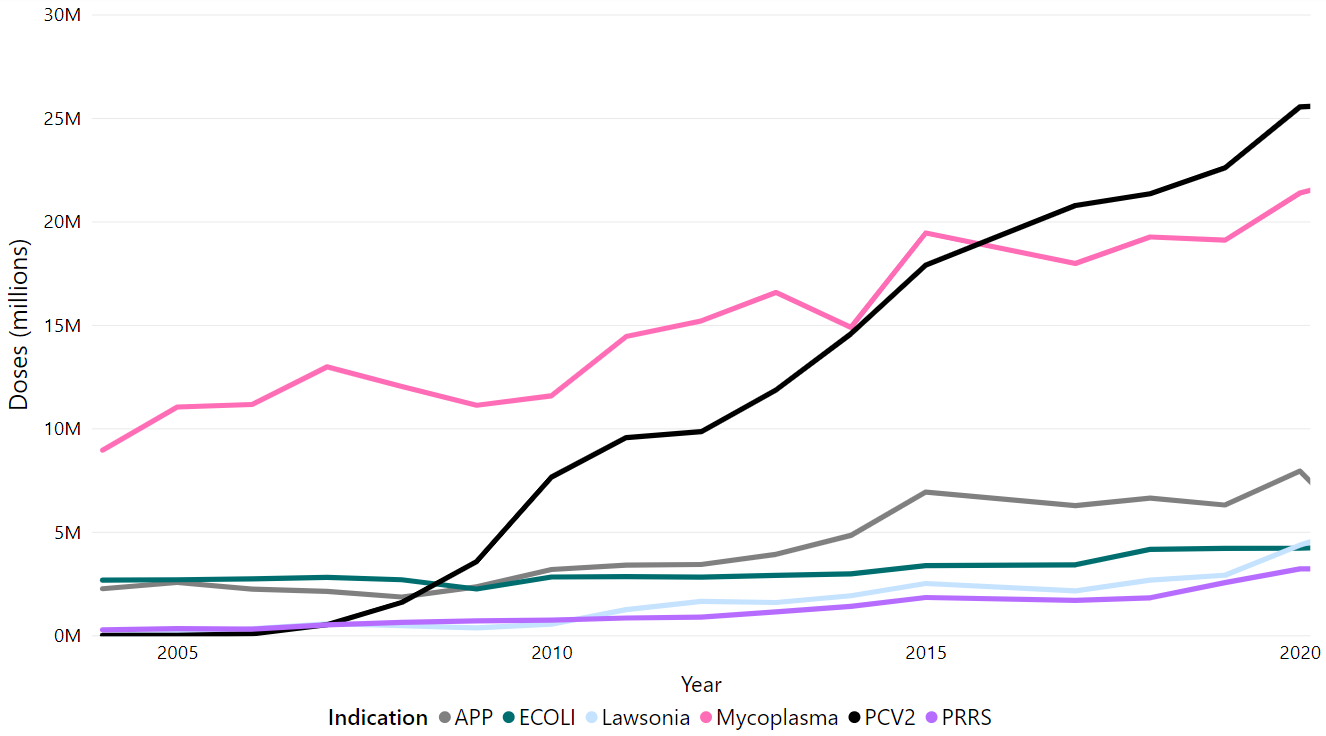 30M
25M
20M
15M
10M
5M
0M
Doses (millions)
2005 2010 2015 2020
Year
Indication APP ECOLI Lawsonia Mycoplasma PCV2 PRRS